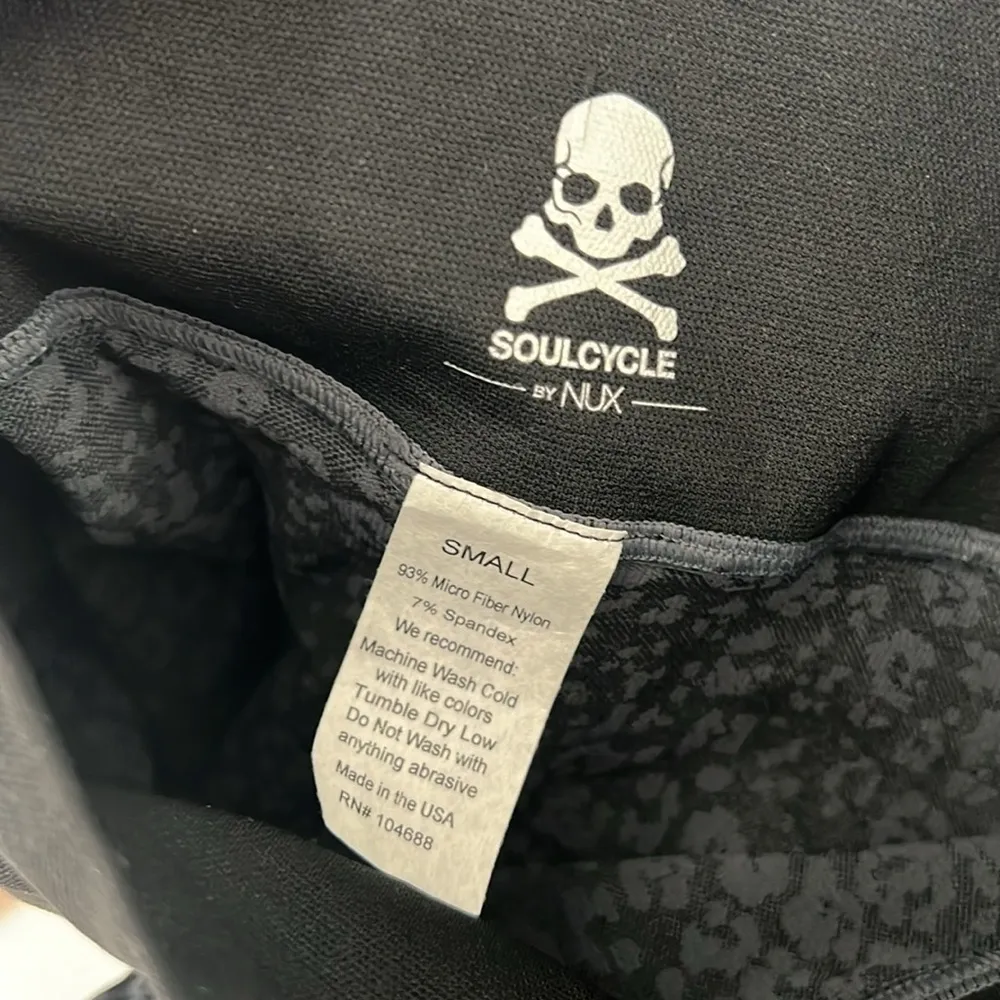 SOULCYCLE
BY NUX
SMALL
93% Micro Fiber Nylon
7% Spandex
We recommend:
Machine Wash Cold
with like colors
Tumble Dry Low
Do Not Wash with
anything abrasive
Made in the USA
RN# 104688